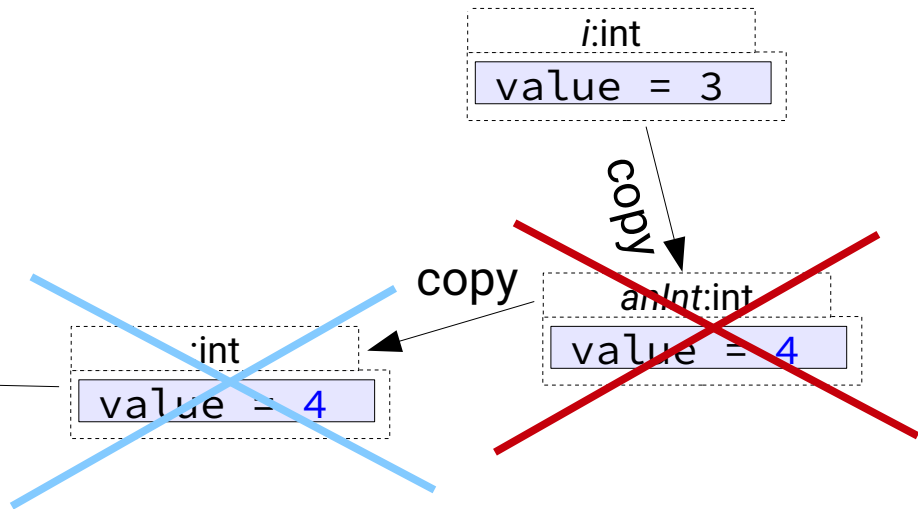 i:int
value = 3
copy
copy
anInt:int
value = 4
:int
value = 4